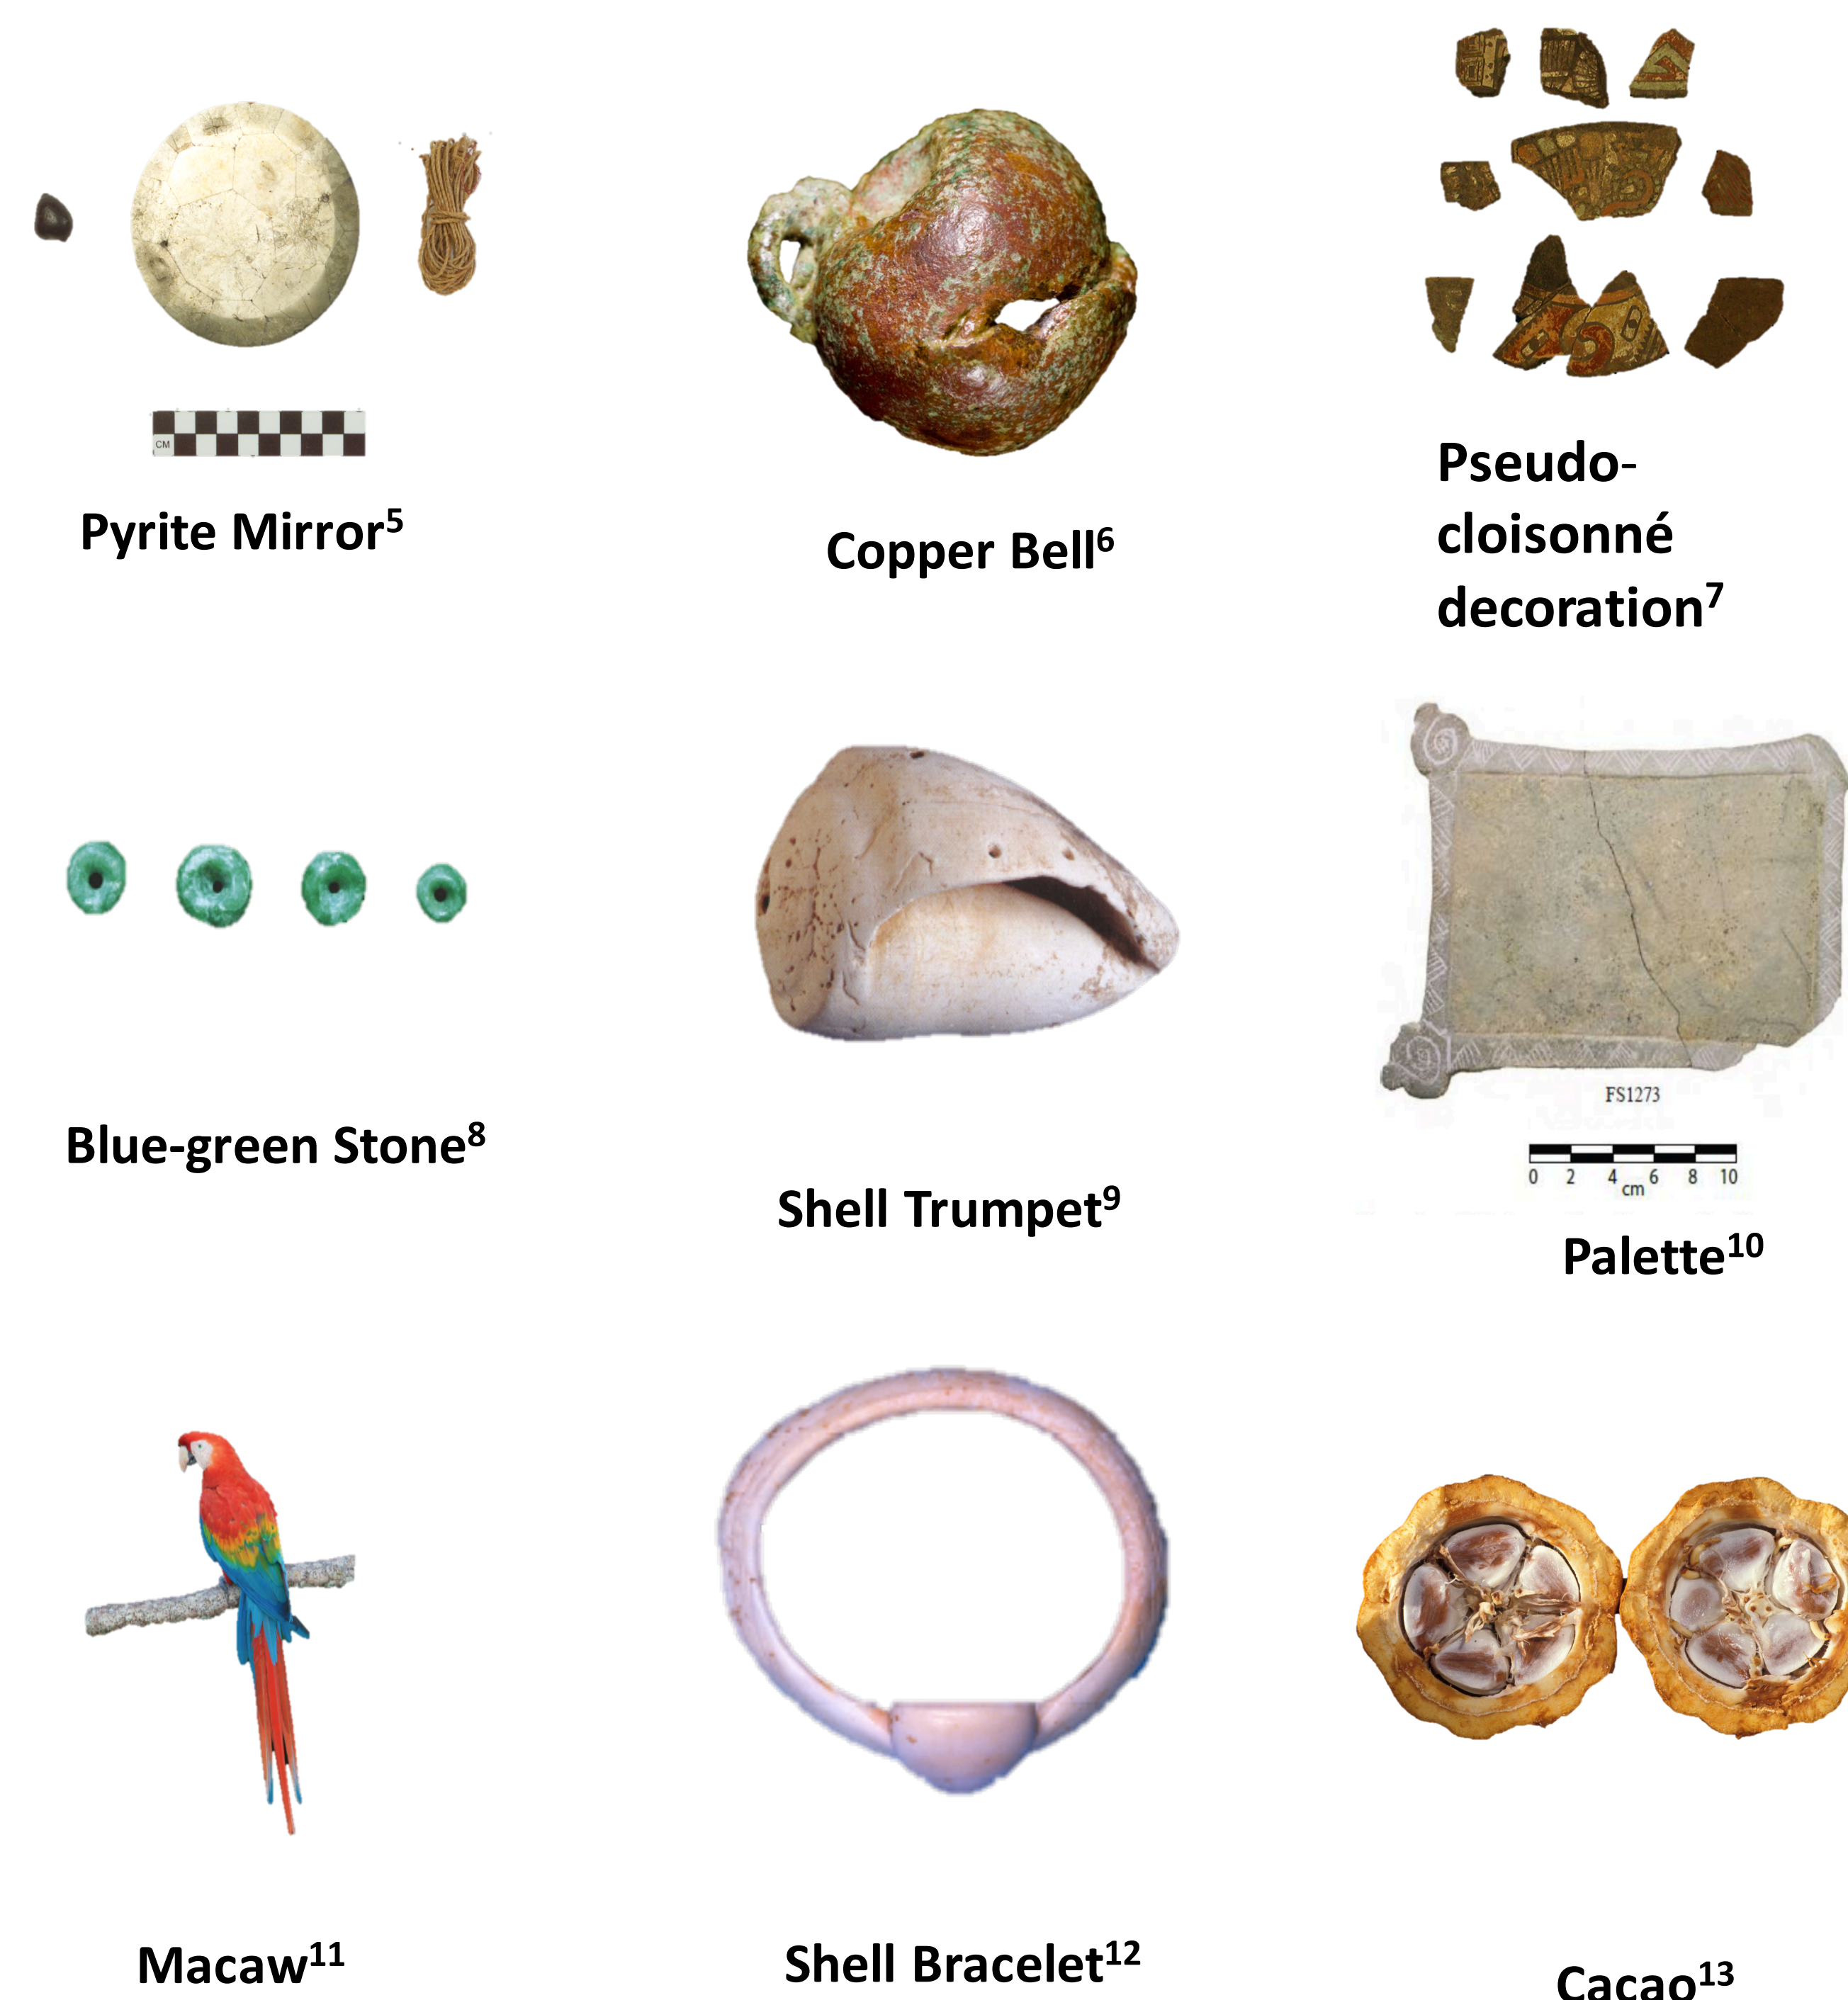 CM
Pyrite Mirror⁵
Copper Bell⁶
Pseudo-
cloisonné
decoration⁷
Blue-green Stone⁸
Shell Trumpet⁹
FS1273
0 2 4 6 8 10
cm
Palette¹⁰
Macaw¹¹
Shell Bracelet¹²
Cacao¹³